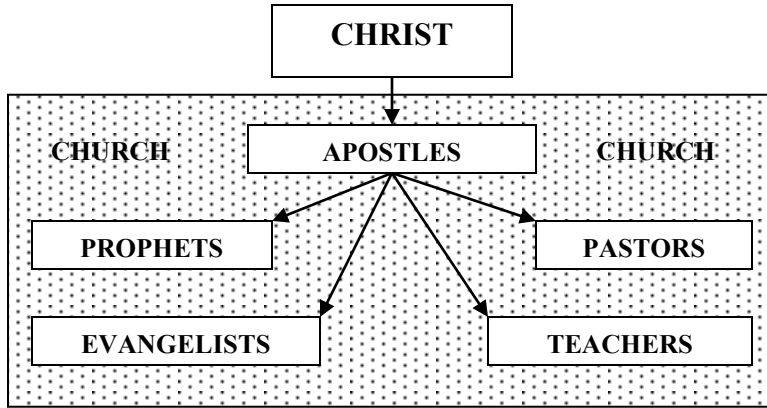 CHRIST
CHURCH
APOSTLES
CHURCH
PROPHETS
PASTORS
EVANGELISTS
TEACHERS